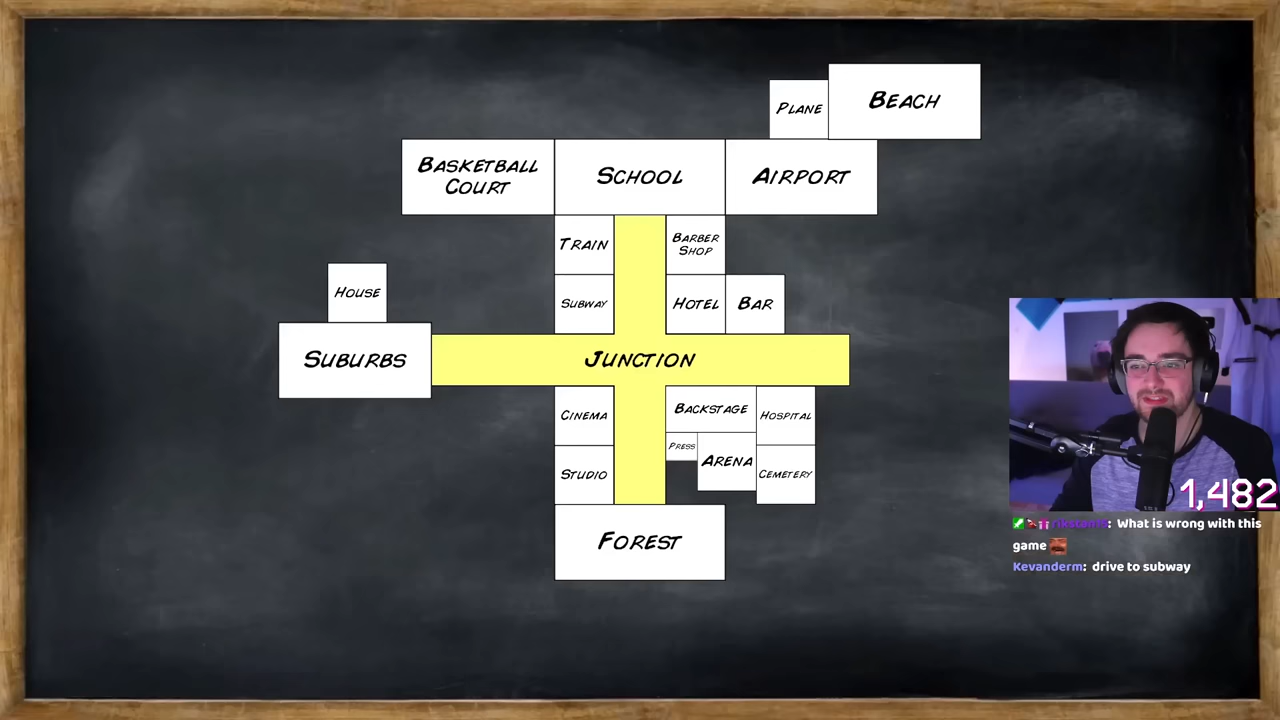 BEACH
PLANE
BASKETBALL
COURT
SCHOOL
AIRPORT
TRAIN
BARBER
SHOP
HOUSE
SUBWAY
HOTEL
BAR
SUBURBS
JUNCTION
CINEMA
BACKSTAGE
HOSPITAL
PRESS
ARENA
STUDIO
CEMETERY
FOREST
1,482
: What is wrong with this
game
Kevanderm: drive to subway